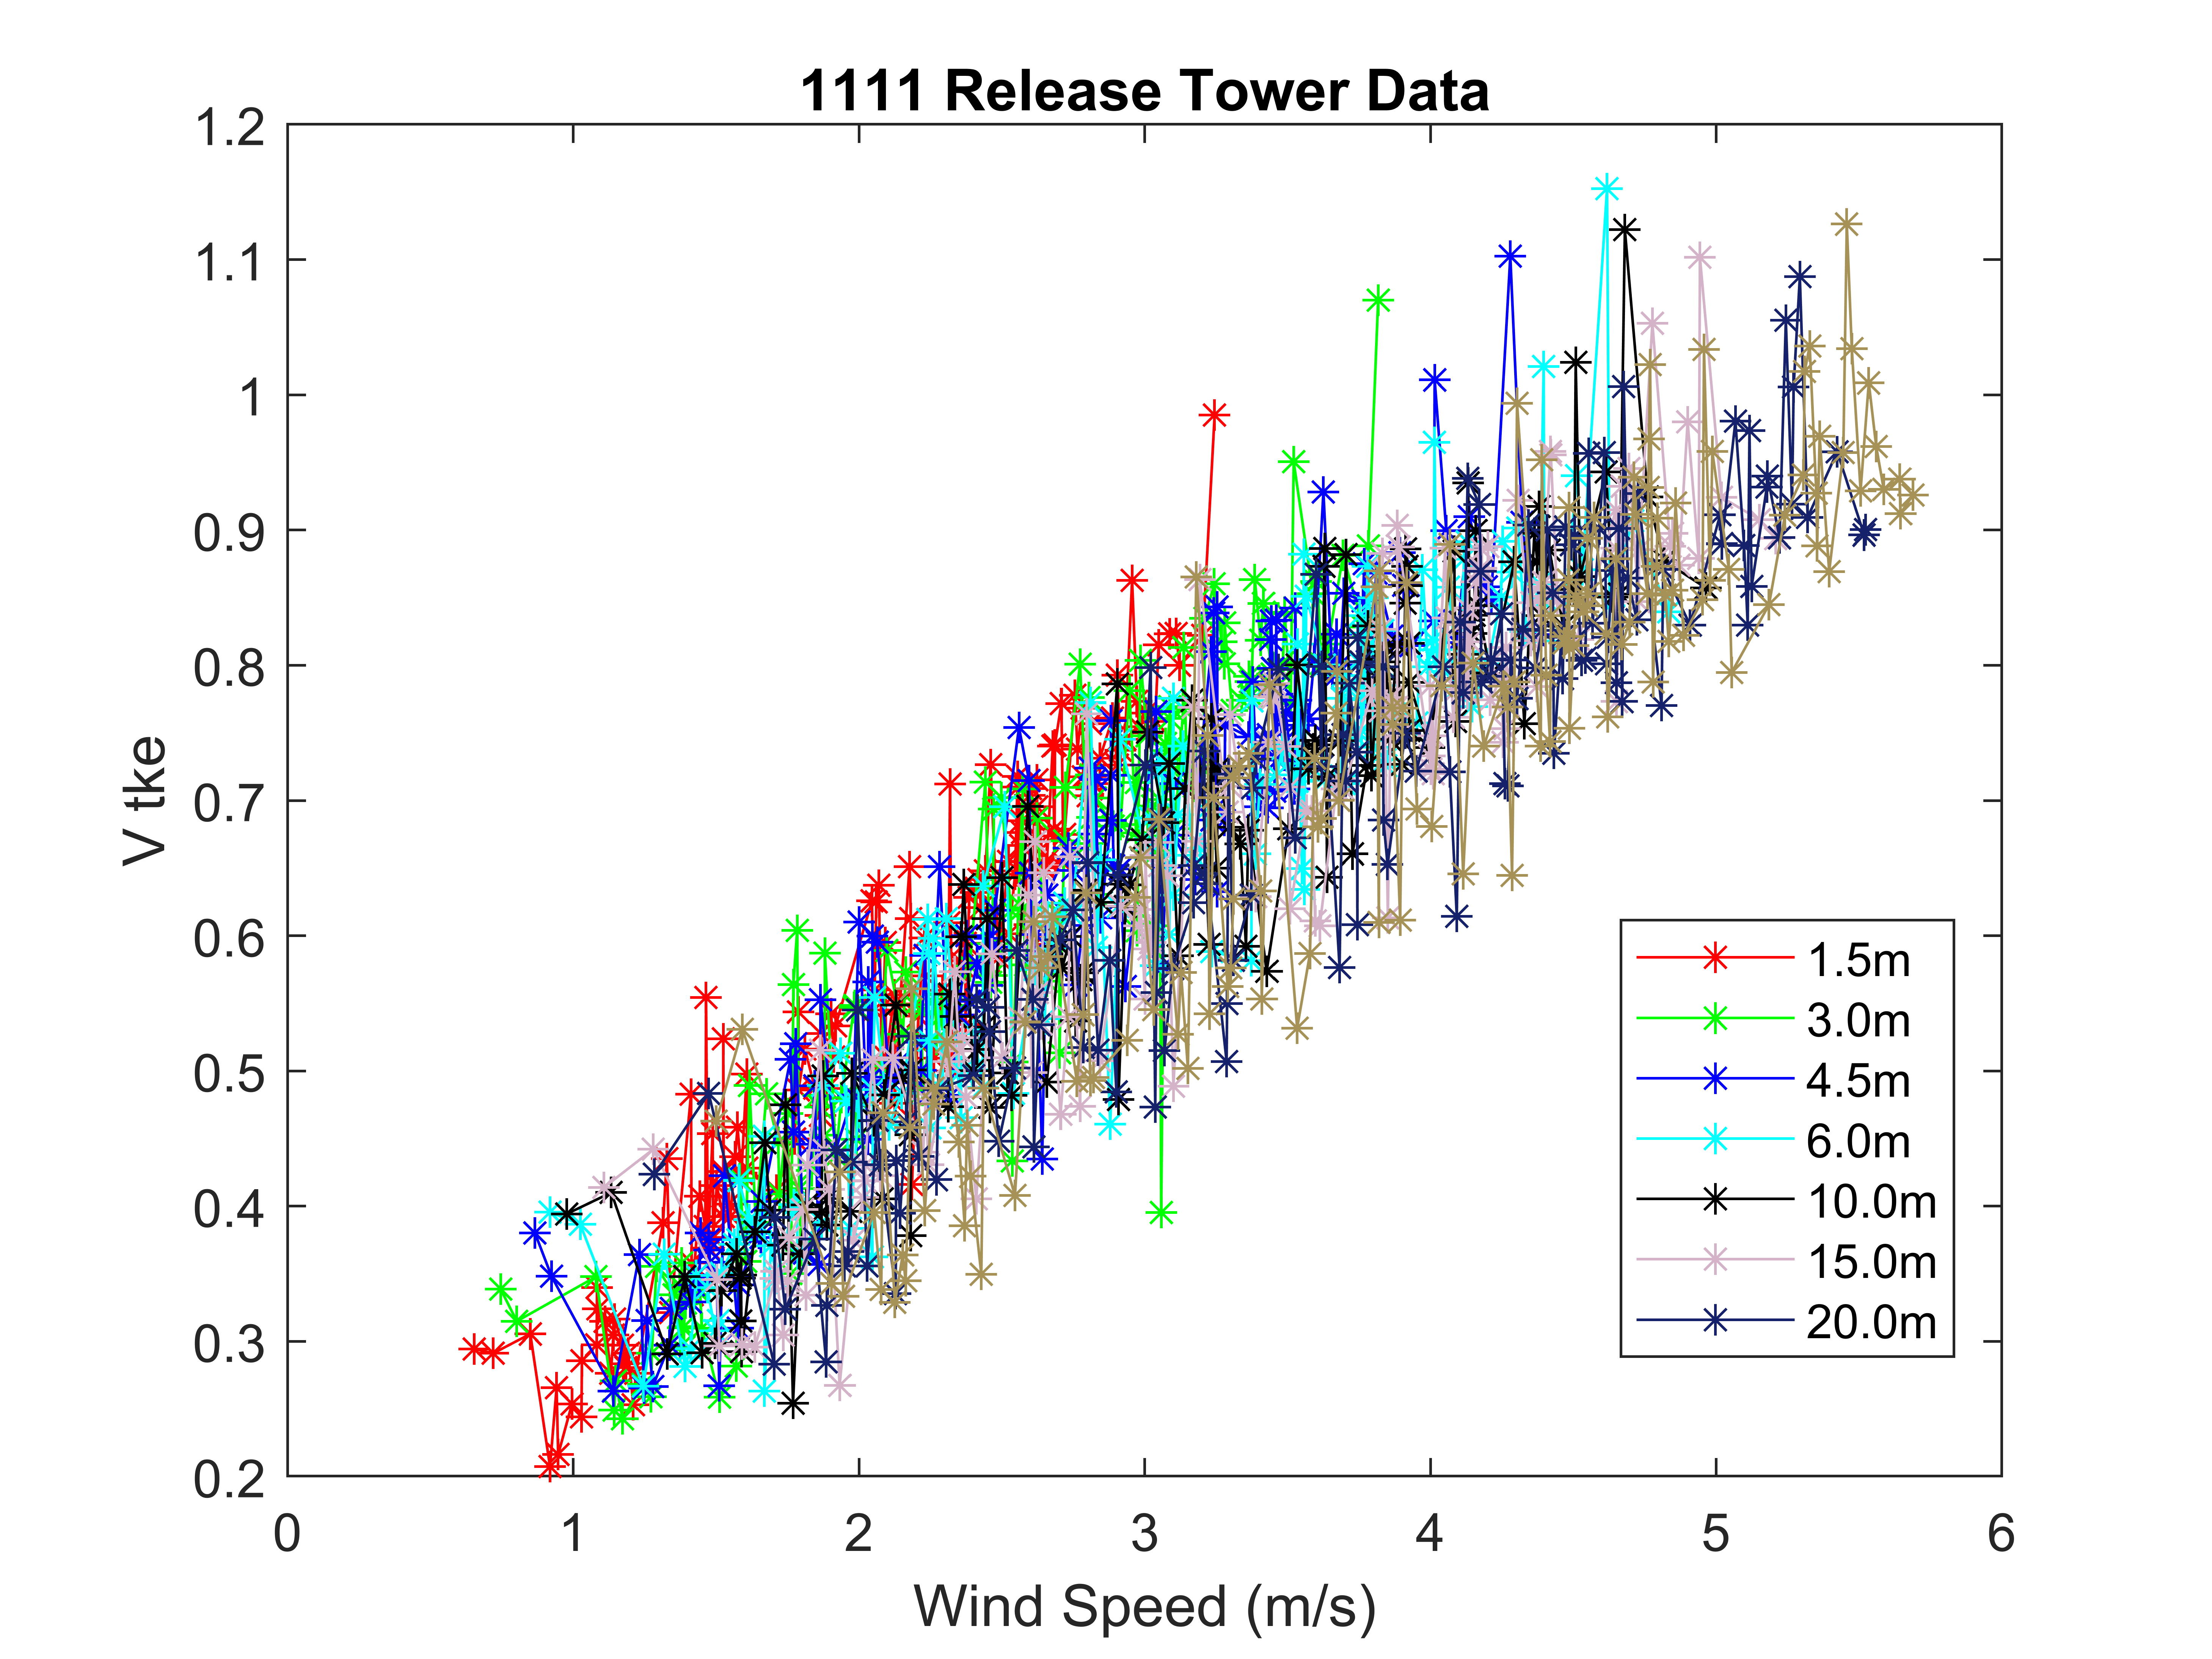 1111 Release Tower Data
1.2
1.1
1
0.9
0.8
0.7
0.6
0.5
0.4
0.3
0.2
V tke
1.5m
3.0m
4.5m
6.0m
10.0m
15.0m
20.0m
0 1 2 3 4 5 6
Wind Speed (m/s)